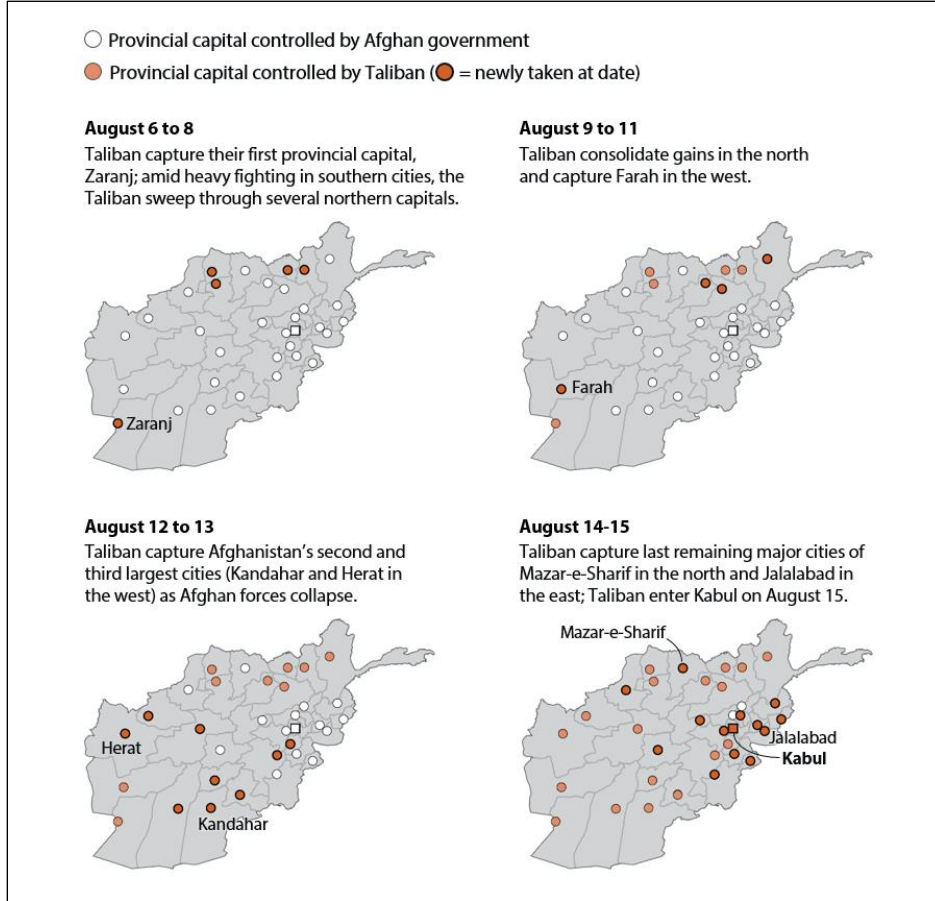 Provincial capital controlled by Afghan government
Provincial capital controlled by Taliban ( = newly taken at date)
August 6 to 8
Taliban capture their first provincial capital,
Zaranj; amid heavy fighting in southern cities, the
Taliban sweep through several northern capitals.
Zaranj
August 9 to 11
Taliban consolidate gains in the north
and capture Farah in the west.
Farah
August 12 to 13
Taliban capture Afghanistan’s second and
third largest cities (Kandahar and Herat in
the west) as Afghan forces collapse.
Herat
Kandahar
August 14-15
Taliban capture last remaining major cities of
Mazar-e-Sharif in the north and Jalalabad in
the east; Taliban enter Kabul on August 15.
Mazar-e-Sharif
Jalalabad
Kabul